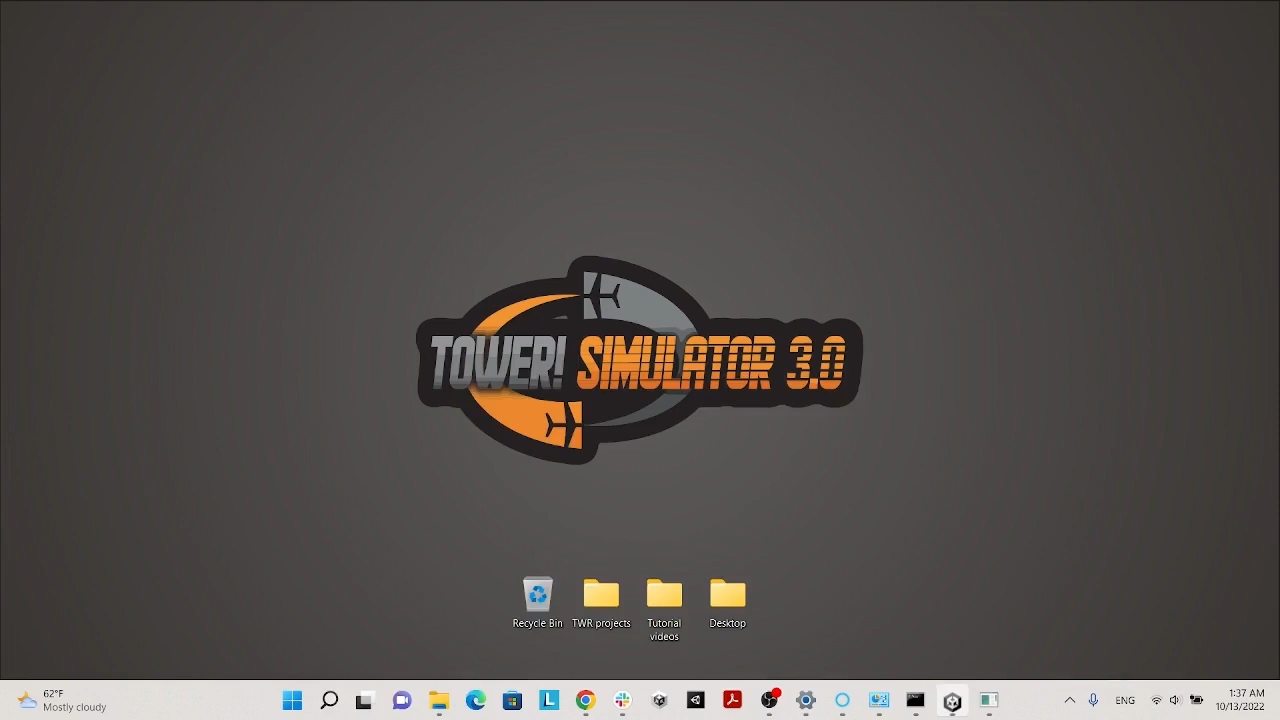 TOWER! SIMULATOR 3.0
Recycle Bin
TWR projects
Tutorial
videos
Desktop
62°F
Mostly cloudy
L
ENG
1:37 AM
10/13/2022